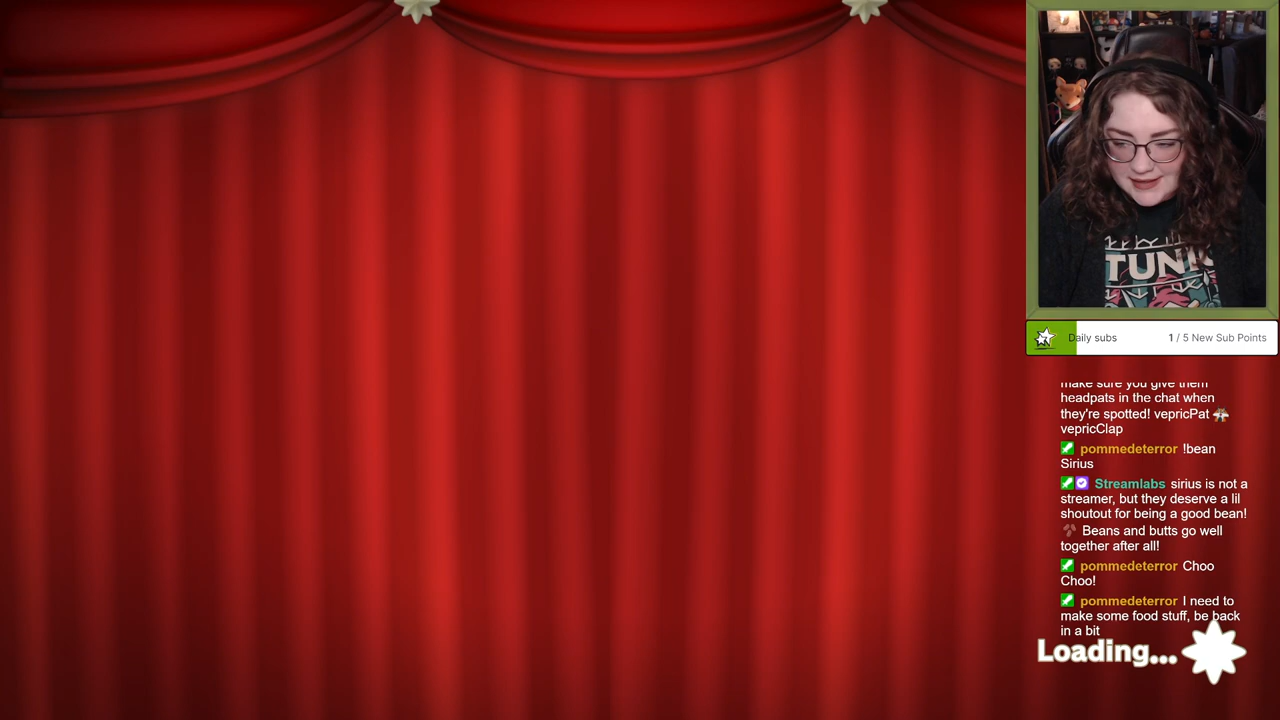 TUNI
Daily subs 1 / 5 New Sub Points
make sure you give them
headpats in the chat when
they're spotted! vepricPat
vepricClap
pommedeterror !bean
Sirius
Streamlabs sirius is not a
streamer, but they deserve a lil
shoutout for being a good bean!
Beans and butts go well
together after all!
pommedeterror Choo
Choo!
pommedeterror I need to
make some food stuff, be back
in a bit
Loading...